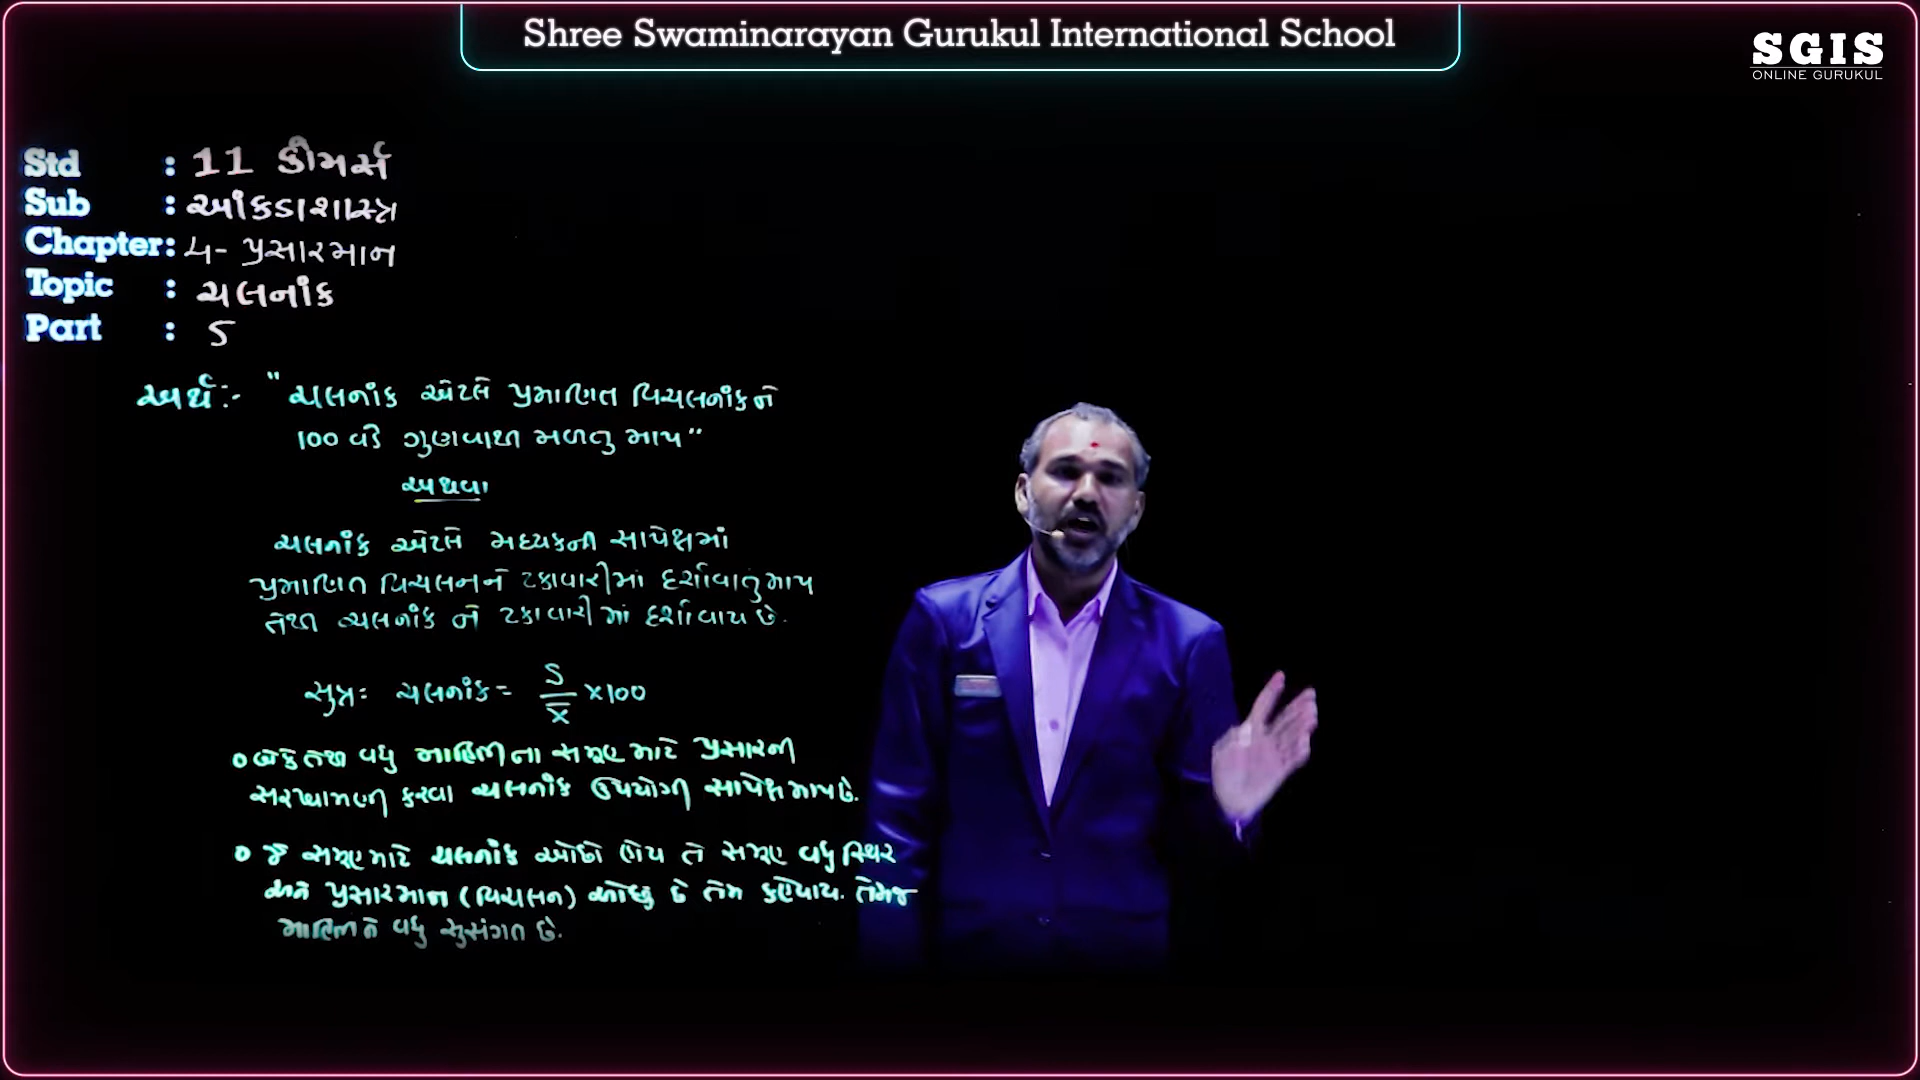 Shree Swaminarayan Gurukul International School
SGIS
ONLINE GURUKUL
Std : 11 કોમર્સ
Sub : આંકડાશાસ્ત્ર
Chapter: 4- પ્રસારમાન
Topic : ચલનાંક
Part : 5
અર્થ:- "ચલનાંક એટલે પ્રમાણિત વિચલનાંકને
100 વડે ગુણવાથી મળતુ માપ"
અથવા
ચલનાંક એટલે મધ્યકની સાપેક્ષમાં
પ્રમાણિત વિચલનને ટકાવારીમાં દર્શાવાતું માપ
તેથી ચલનાંક ને ટકાવારીમાં દર્શાવાય છે.
સુત્ર: ચલનાંક = S/x̄ ×100
તેથી વધુ માહિતીના સમૂહ માટે પ્રસારની
સરખામણી કરવા ચલનાંક ઉપયોગી સાપેક્ષ માપ છે.
જે સમૂહ માટે ચલનાંક ઓછો હોય તે સમૂહ વધુ સ્થિર
અને પ્રસારમાન (વિચલન) ઓછું છે તેમ કહેવાય. તેમજ
માહિતી વધુ સુસંગત છે.